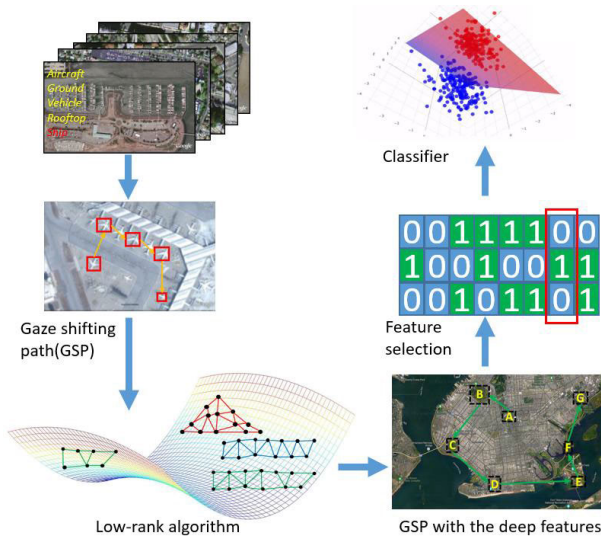 Aircraft
Ground
Vehicle
Rooftop
Ship
Google
Gaze shifting
path(GSP)
Low-rank algorithm
Classifier
0 0 1 1 1 1 0 0
1 0 0 1 0 0 1 1
0 0 1 0 1 1 0 1
Feature
selection
B
G
A
C
F
D
E
GSP with the deep features